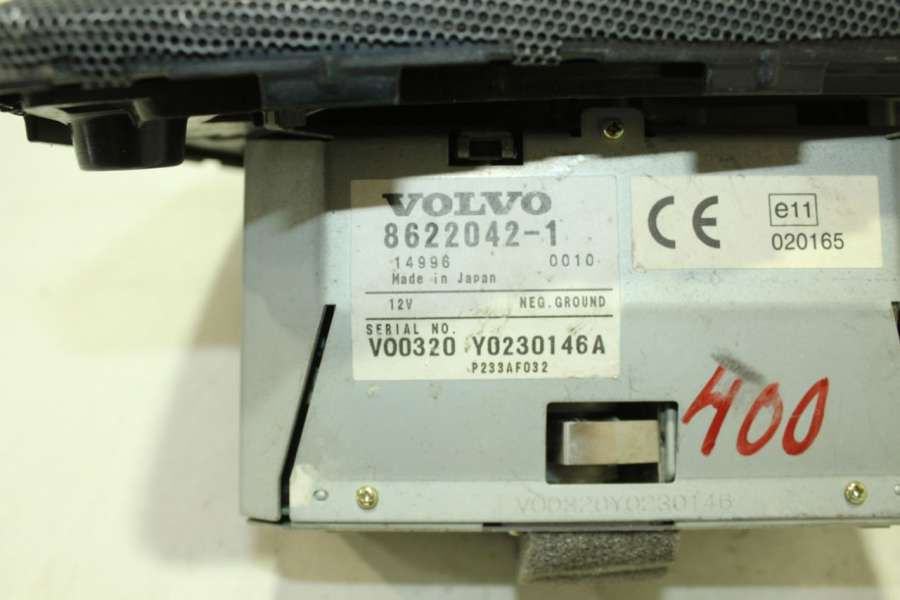 VOLVO
8622042-1
14996 0010
Made in Japan
12V NEG. GROUND
SERIAL NO.
V00320 Y0230146A
P233AF032
CE
e11
020165
400
V00320Y0230146